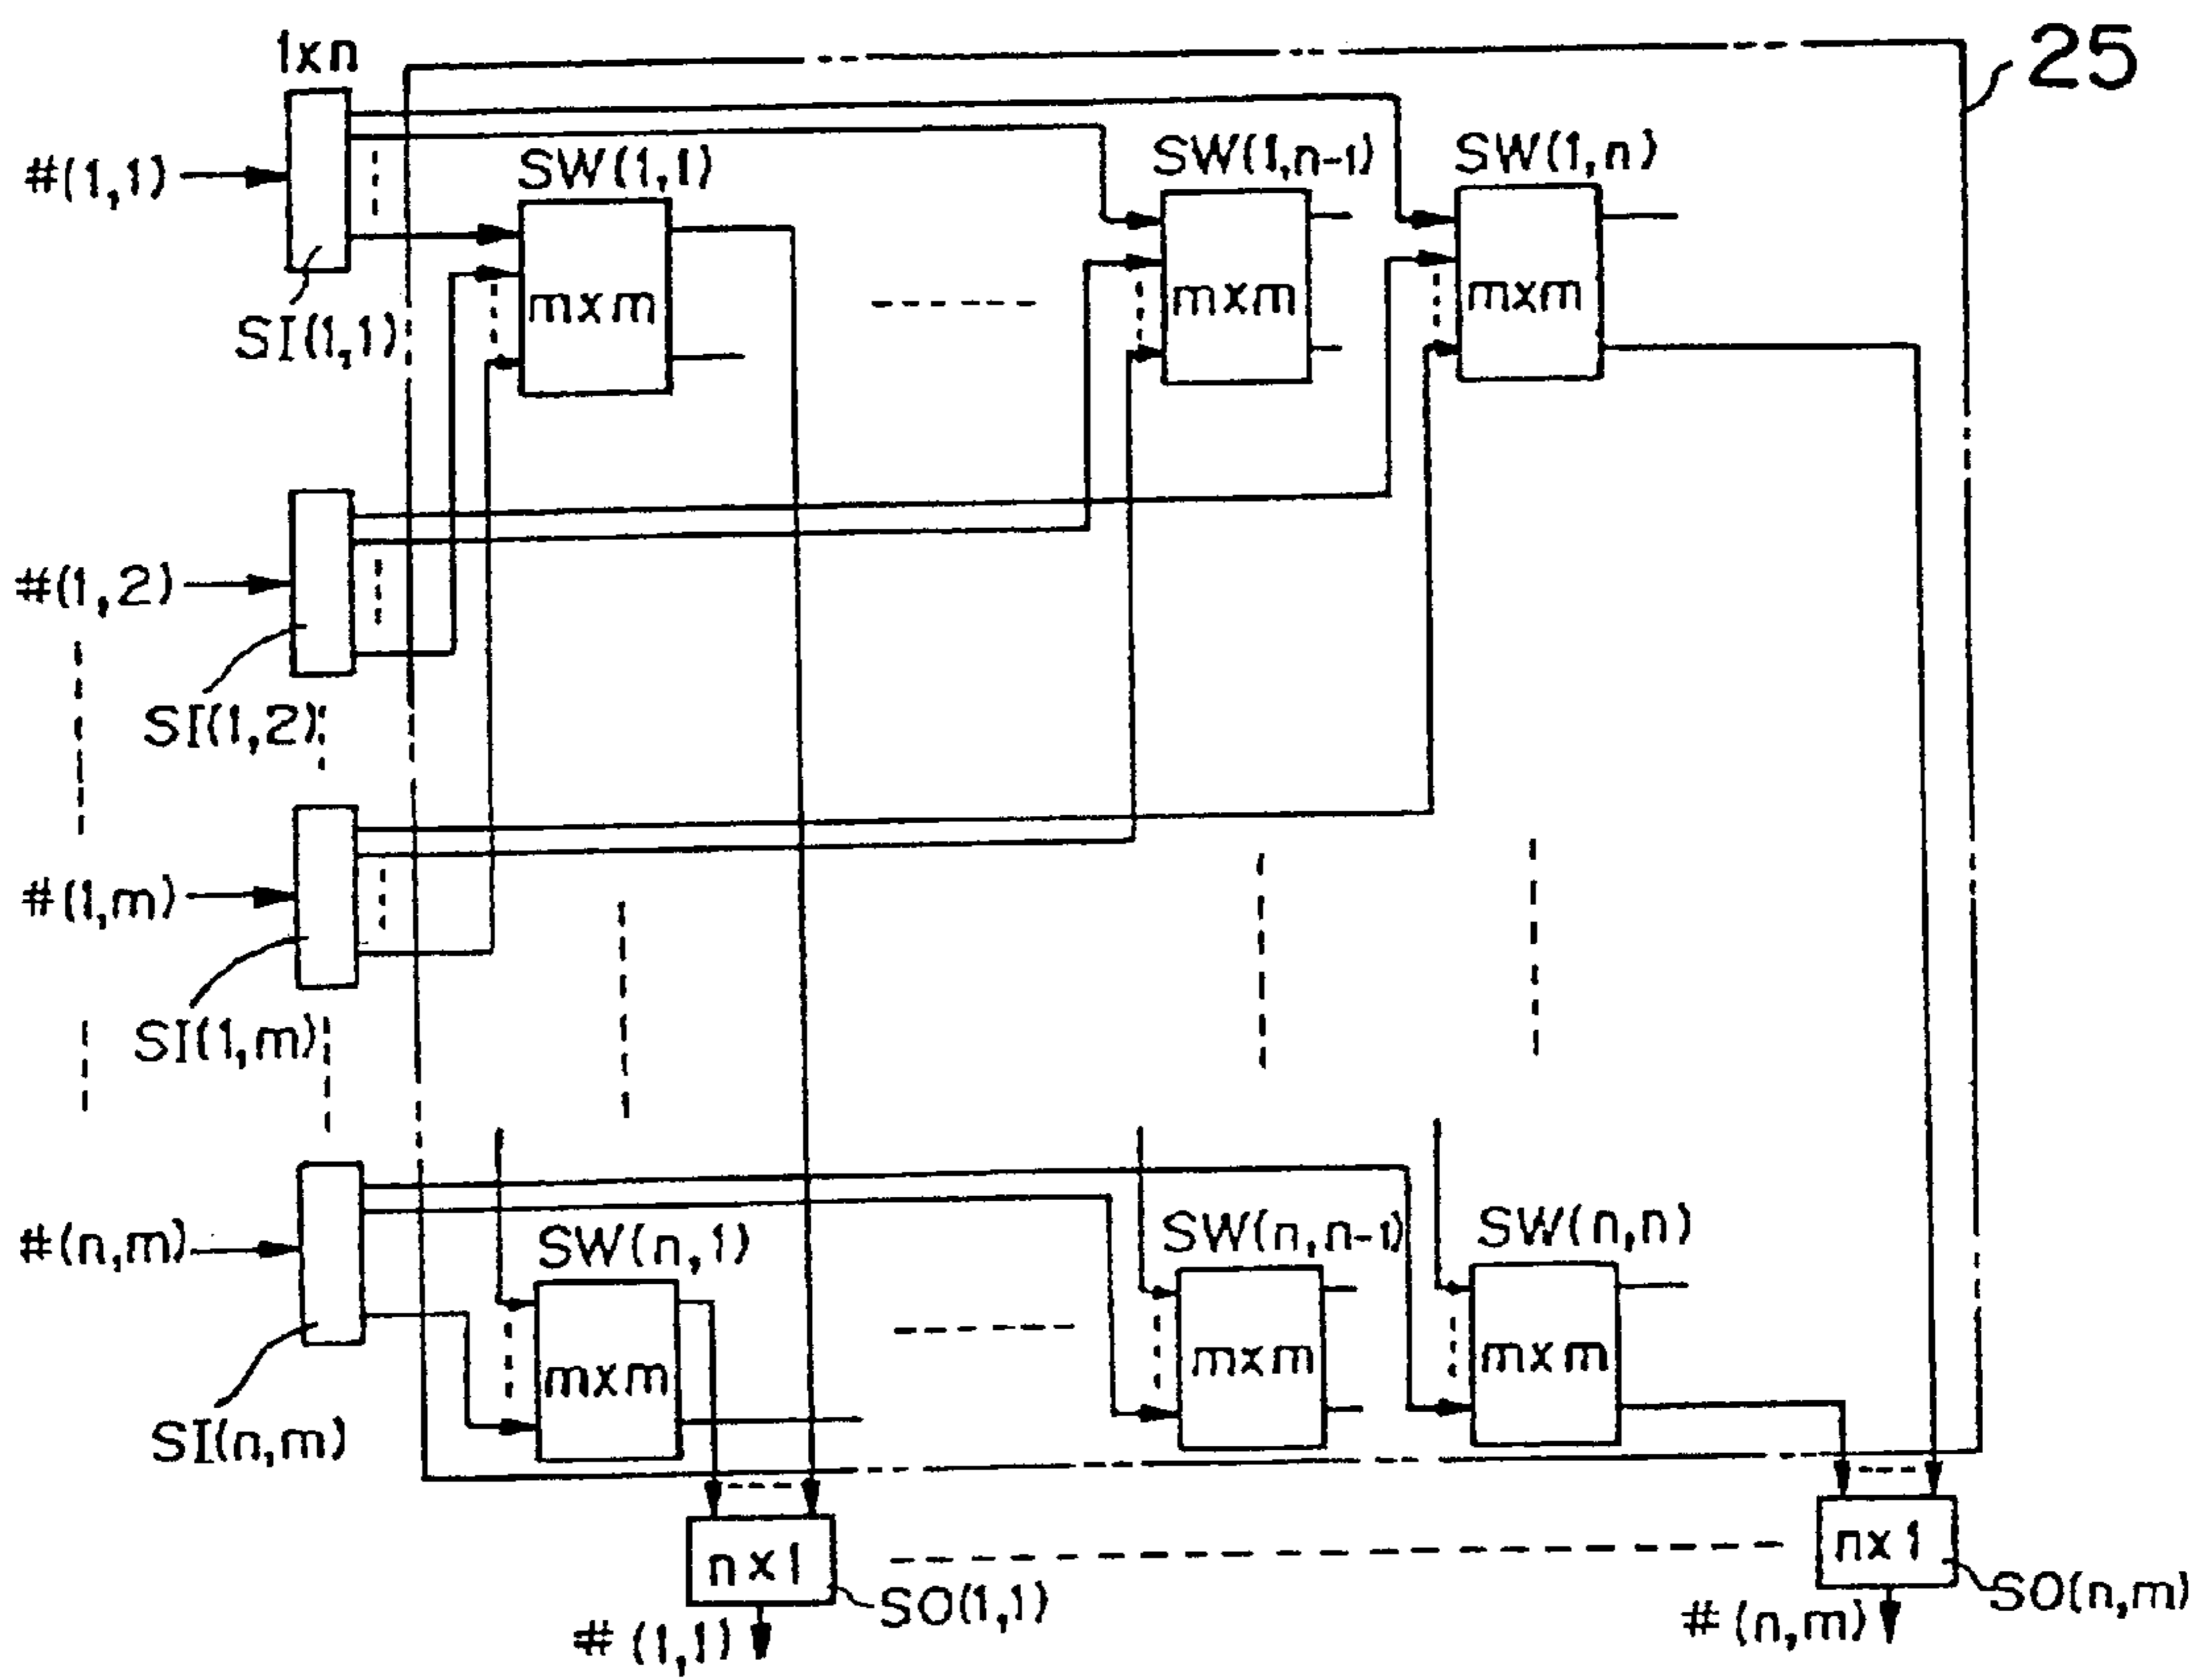 1xn
25
#(1,1)
SW(1,1)
SW(1,n-1)
SW(1,n)
mxm
mxm
mxm
SI(1,1)
#(1,2)
SI(1,2)
#(1,m)
SI(1,m)
#(n,m)
SW(n,1)
SW(n,n-1)
SW(n,n)
mxm
mxm
mxm
SI(n,m)
nx1
nx1
SO(1,1)
SO(n,m)
#(1,1)
#(n,m)